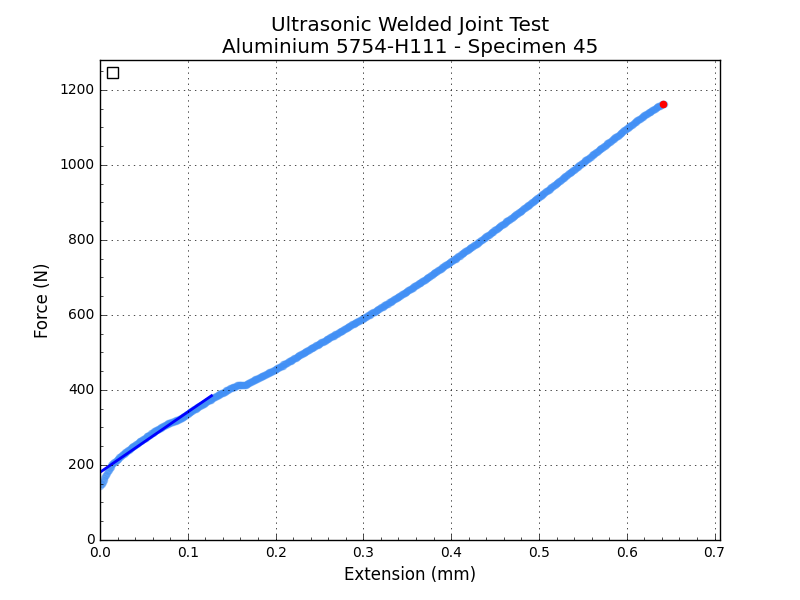 Ultrasonic Welded Joint Test
Aluminium 5754-H111 - Specimen 45
1200
1000
800
600
400
200
0
Force (N)
0.0 0.1 0.2 0.3 0.4 0.5 0.6 0.7
Extension (mm)